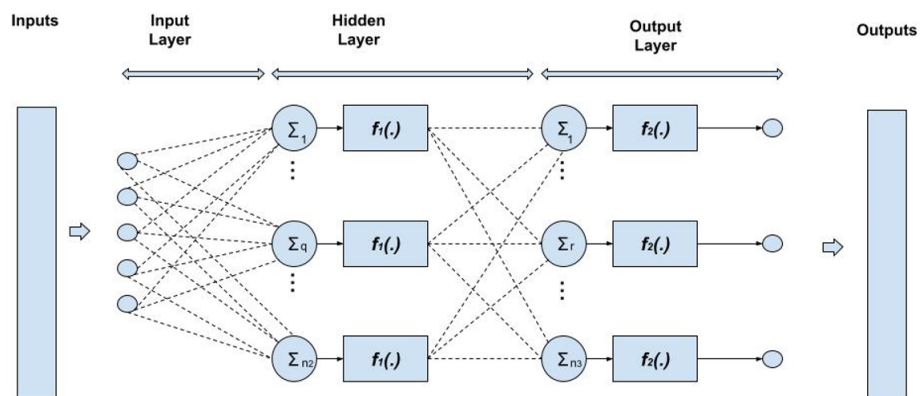 Inputs
Input
Layer
Hidden
Layer
Output
Layer
Outputs
Σ1
f1(.)
Σ1
f2(.)
Σq
f1(.)
Σr
f2(.)
Σn2
f1(.)
Σn3
f2(.)